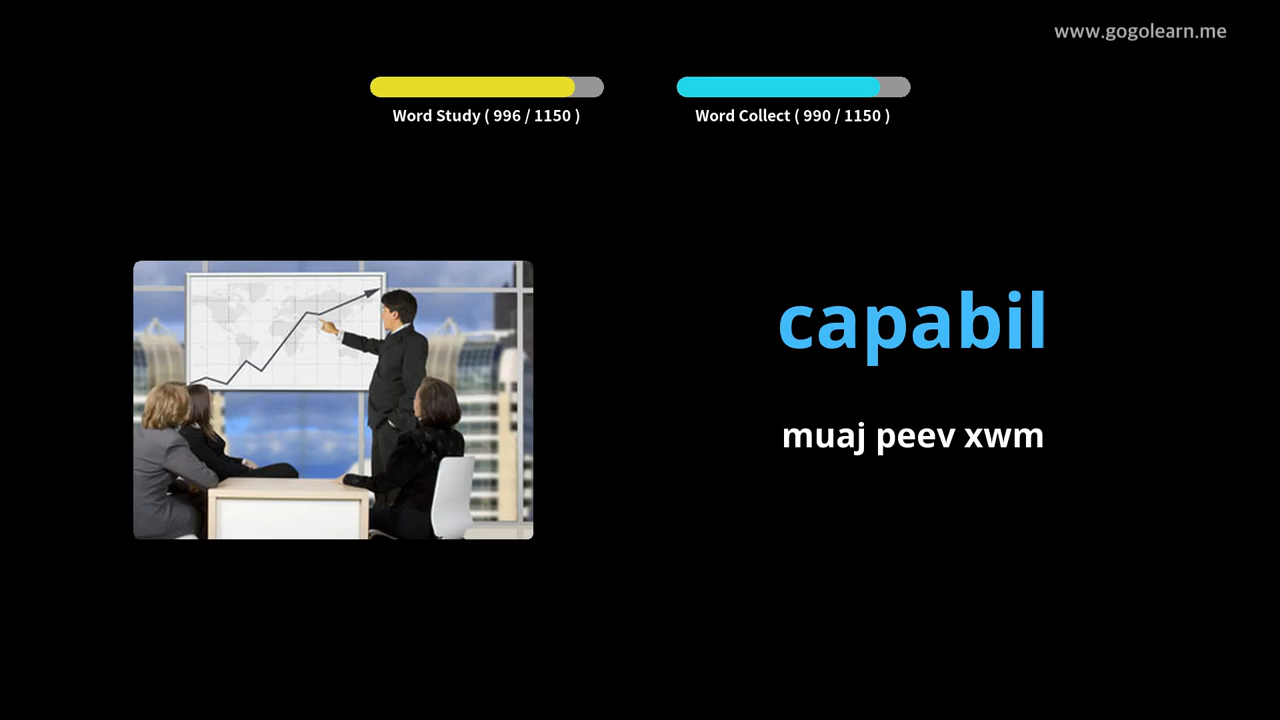 www.gogolearn.me
Word Study ( 996 / 1150 )
Word Collect ( 990 / 1150 )
capabil
muaj peev xwm